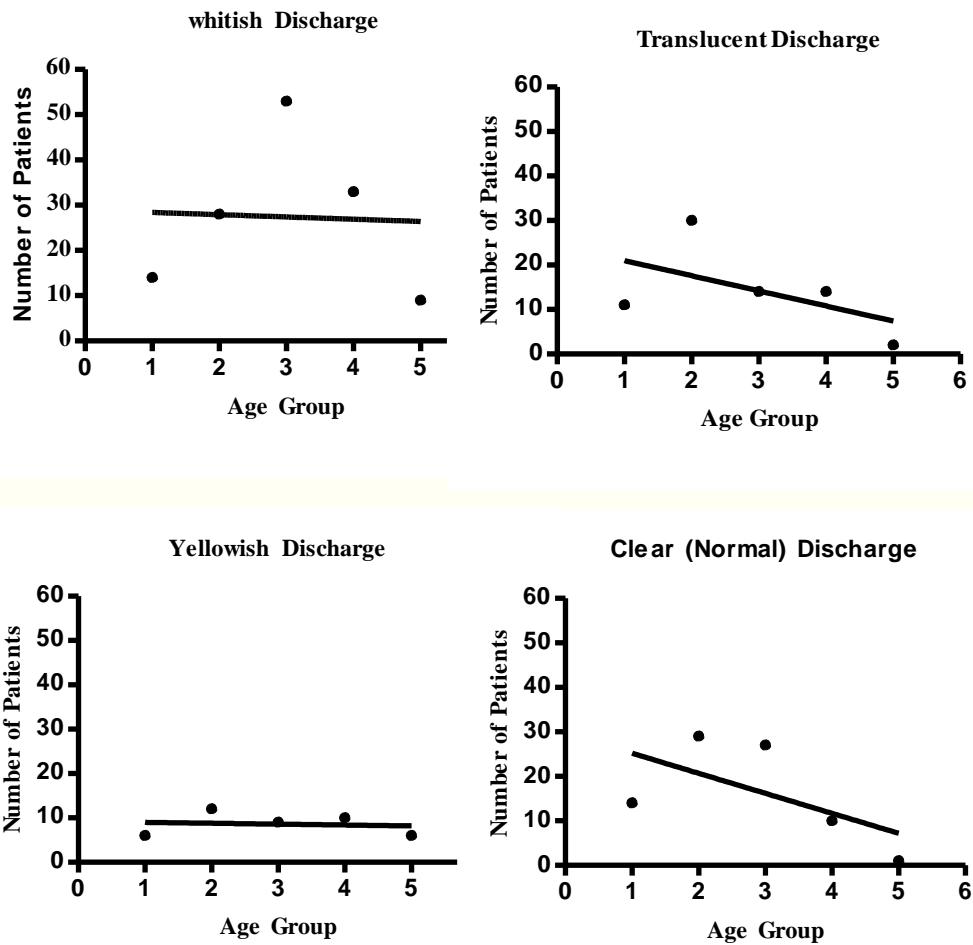 whitish Discharge
Number of Patients
60
50
40
30
20
10
0
0 1 2 3 4 5
Age Group
Translucent Discharge
Number of Patients
60
50
40
30
20
10
0
0 1 2 3 4 5 6
Age Group
Yellowish Discharge
Number of Patients
60
50
40
30
20
10
0
0 1 2 3 4 5
Age Group
Clear (Normal) Discharge
Number of Patients
60
50
40
30
20
10
0
0 1 2 3 4 5 6
Age Group